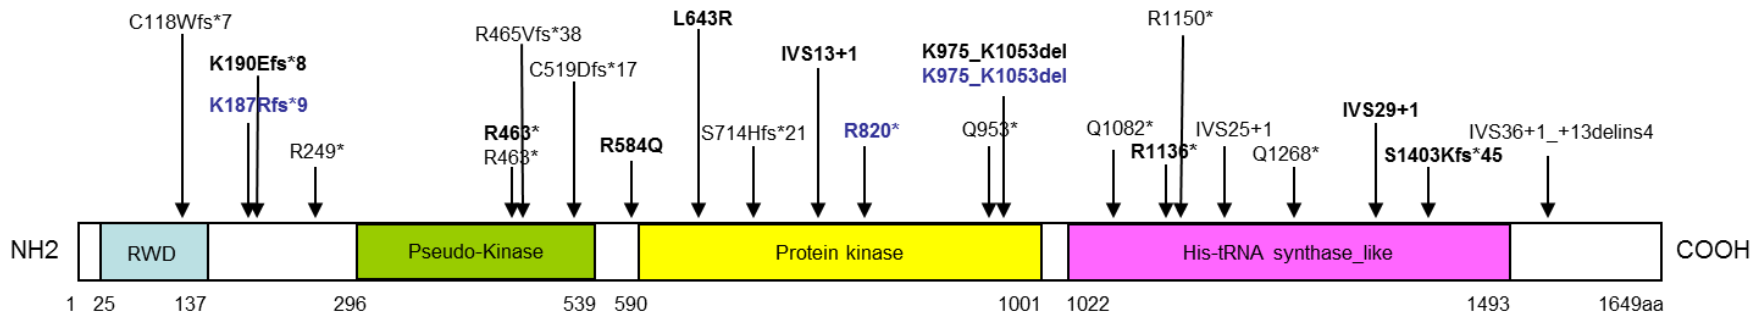 C118Wfs*7
K190Efs*8
K187Rfs*9
R249*
R465Vfs*38
C519Dfs*17
R463*
R463*
R584Q
L643R
S714Hfs*21
IVS13+1
R820*
K975_K1053del
K975_K1053del
Q953*
Q1082*
R1136*
R1150*
IVS25+1
Q1268*
IVS29+1
S1403Kfs*45
IVS36+1_+13delins4
NH2
RWD
Pseudo-Kinase
Protein kinase
His-tRNA synthase_like
COOH
1 25 137 296 539 590 1001 1022 1493 1649aa